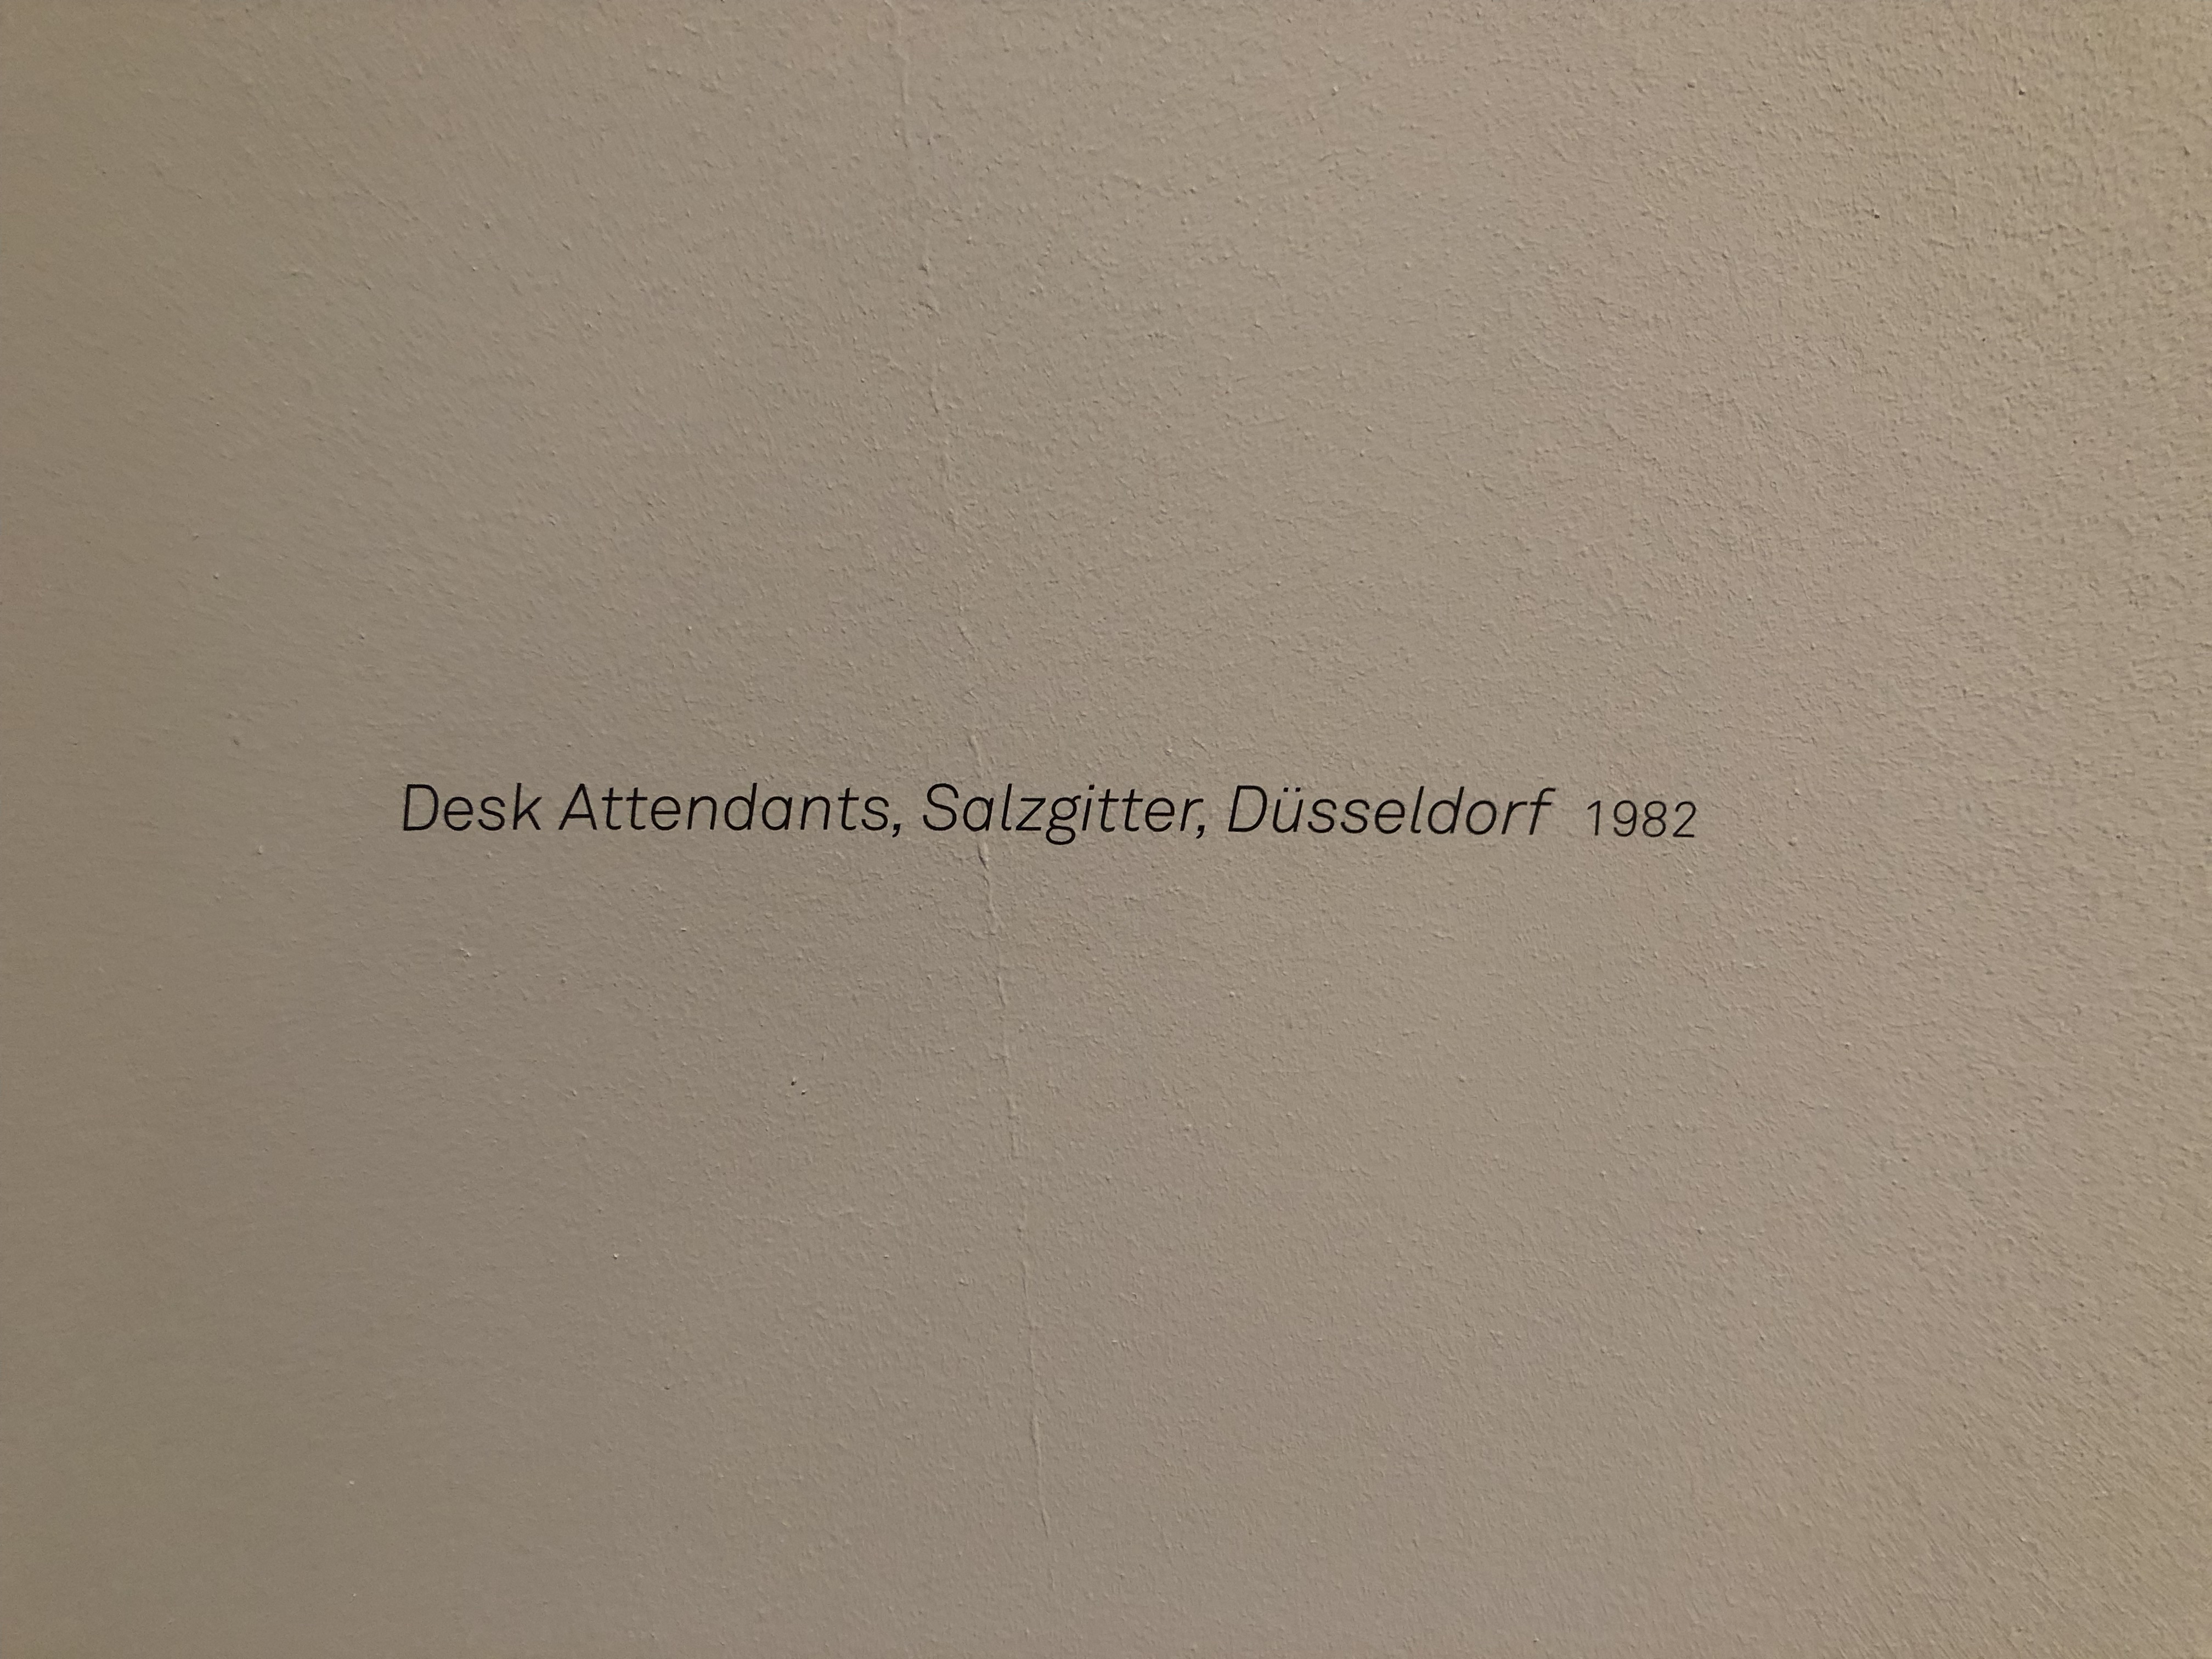 Desk Attendants, Salzgitter, Düsseldorf 1982